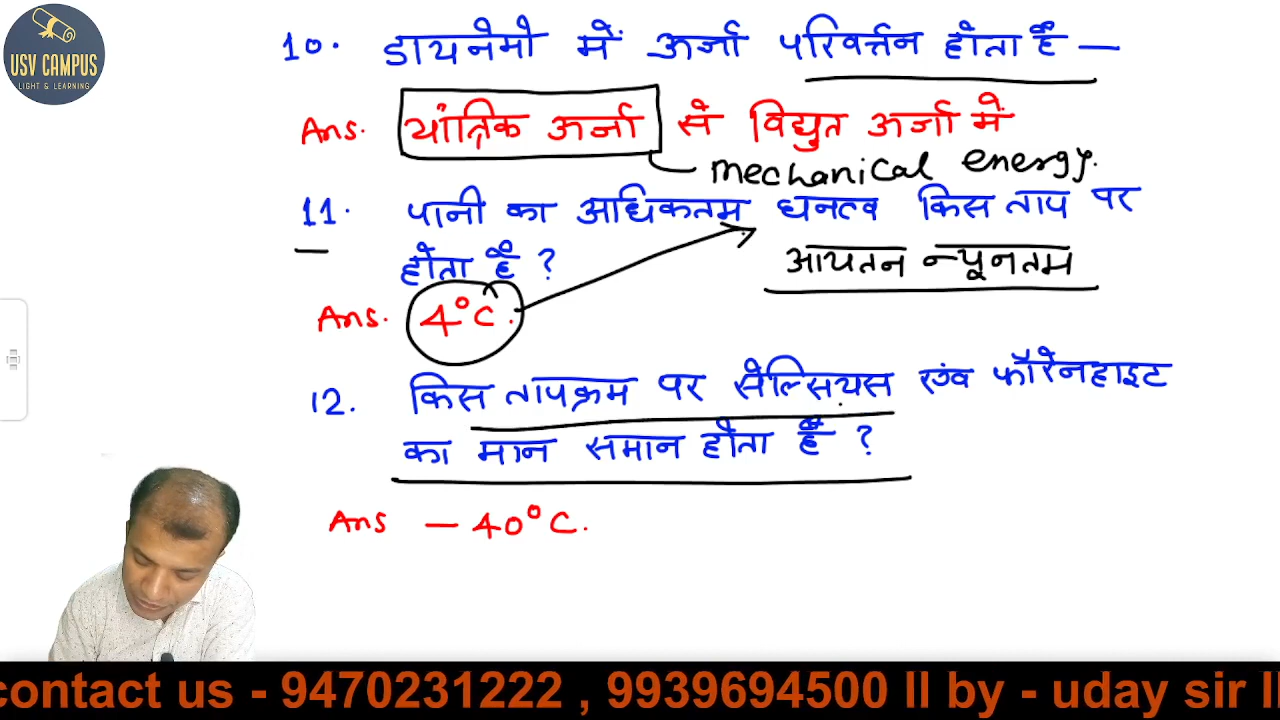 USV CAMPUS
LIGHT & LEARNING
10. डायनेमो में ऊर्जा परिवर्त्तन होता है —
Ans. यांत्रिक ऊर्जा से विद्युत ऊर्जा में
mechanical energy.
11. पानी का अधिकतम घनत्व किस ताप पर
होता है ?
आयतन न्यूनतम
Ans. 4°C.
12. किस तापक्रम पर सेल्सियस एंव फॉरेनहाइट
का मान समान होता है ?
Ans – 40°C.
contact us - 9470231222 , 9939694500 ll by - uday sir ll